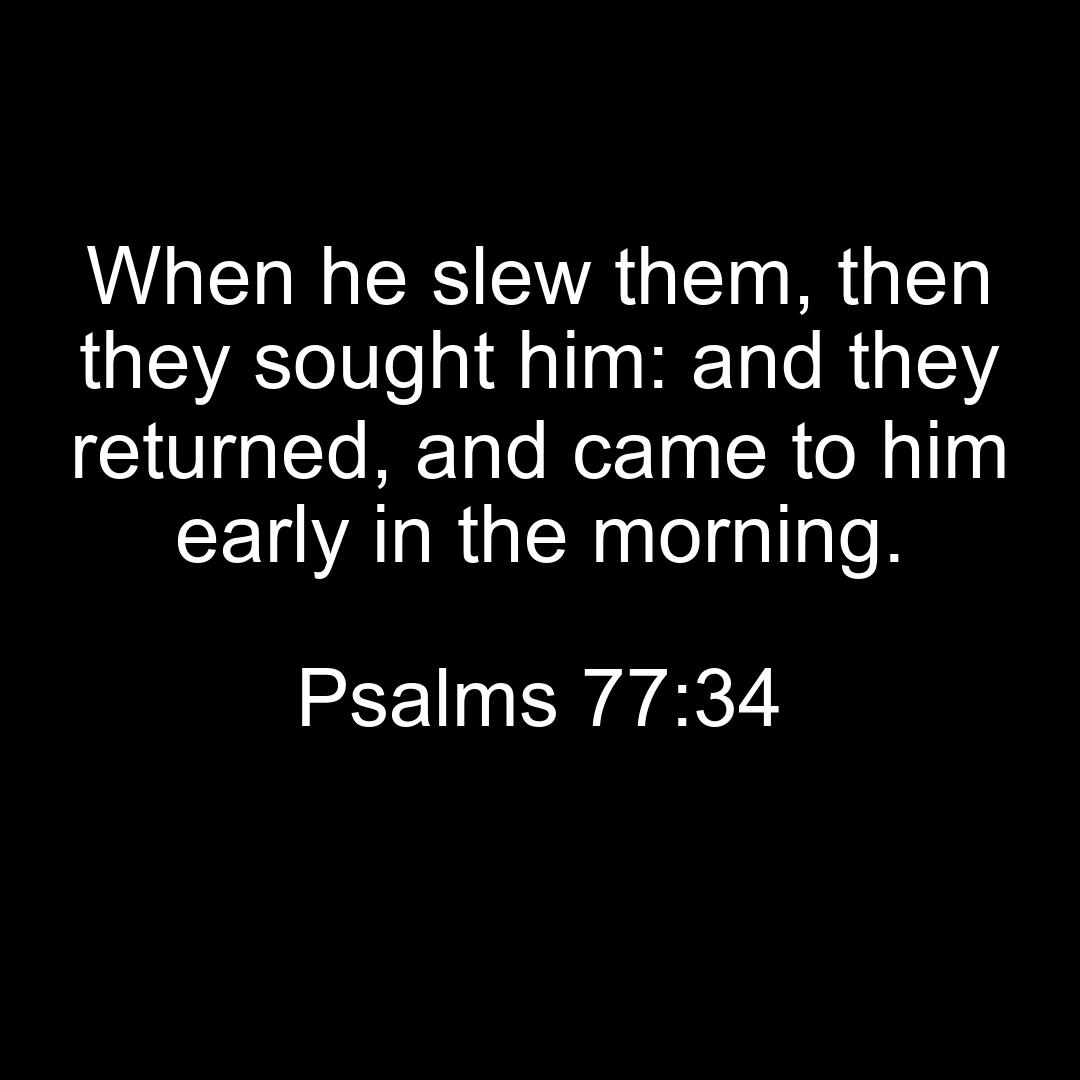 When he slew them, then
they sought him: and they
returned, and came to him
early in the morning.
Psalms 77:34